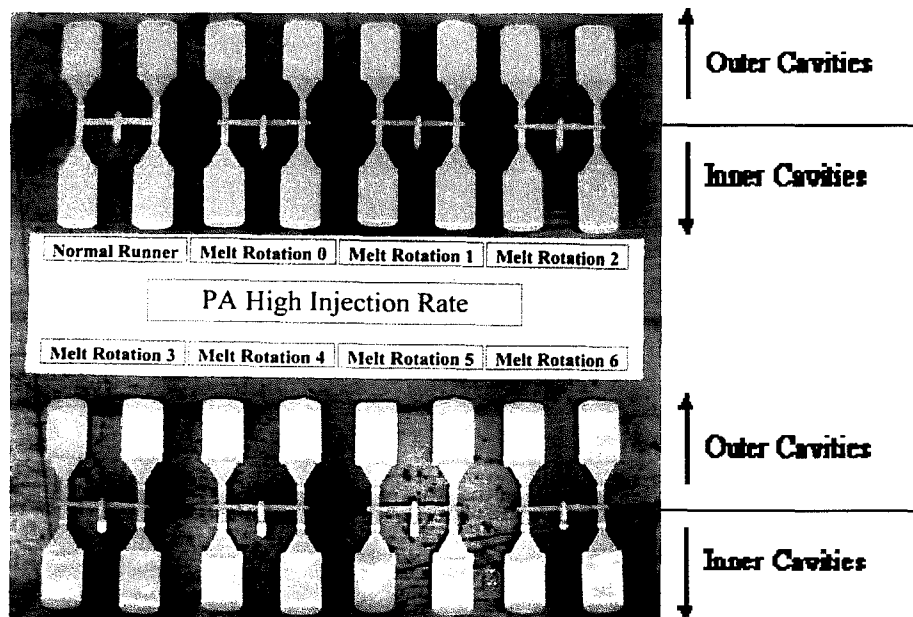 Outer Cavities
Inner Cavities
Normal Runner Melt Rotation 0 Melt Rotation 1 Melt Rotation 2
PA High Injection Rate
Melt Rotation 3 Melt Rotation 4 Melt Rotation 5 Melt Rotation 6
Outer Cavities
Inner Cavities